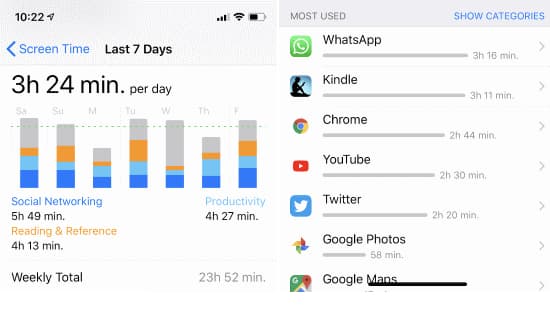 10:22
Screen Time
Last 7 Days
3h 24 min. per day
Sa Su M Tu W Th F
Social Networking
5h 49 min.
Productivity
4h 27 min.
Reading & Reference
4h 13 min.
Weekly Total 23h 52 min.
MOST USED
SHOW CATEGORIES
WhatsApp
3h 16 min.
Kindle
3h 11 min.
Chrome
2h 44 min.
YouTube
2h 30 min.
Twitter
2h 20 min.
Google Photos
58 min.
Google Maps